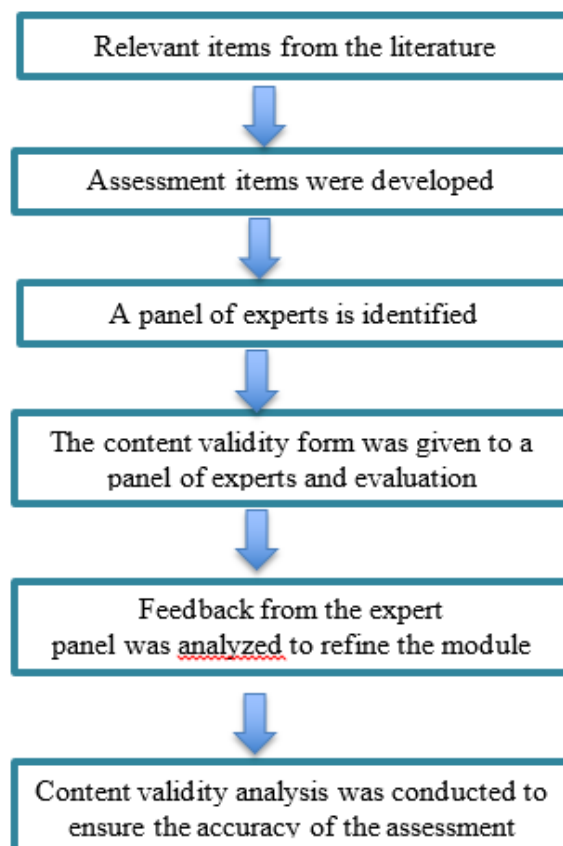 Relevant items from the literature
Assessment items were developed
A panel of experts is identified
The content validity form was given to a
panel of experts and evaluation
Feedback from the expert
panel was analyzed to refine the module
Content validity analysis was conducted to
ensure the accuracy of the assessment